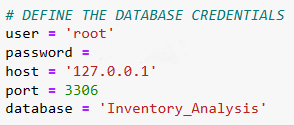 # DEFINE THE DATABASE CREDENTIALS
user = 'root'
password =
host = '127.0.0.1'
port = 3306
database = 'Inventory_Analysis'